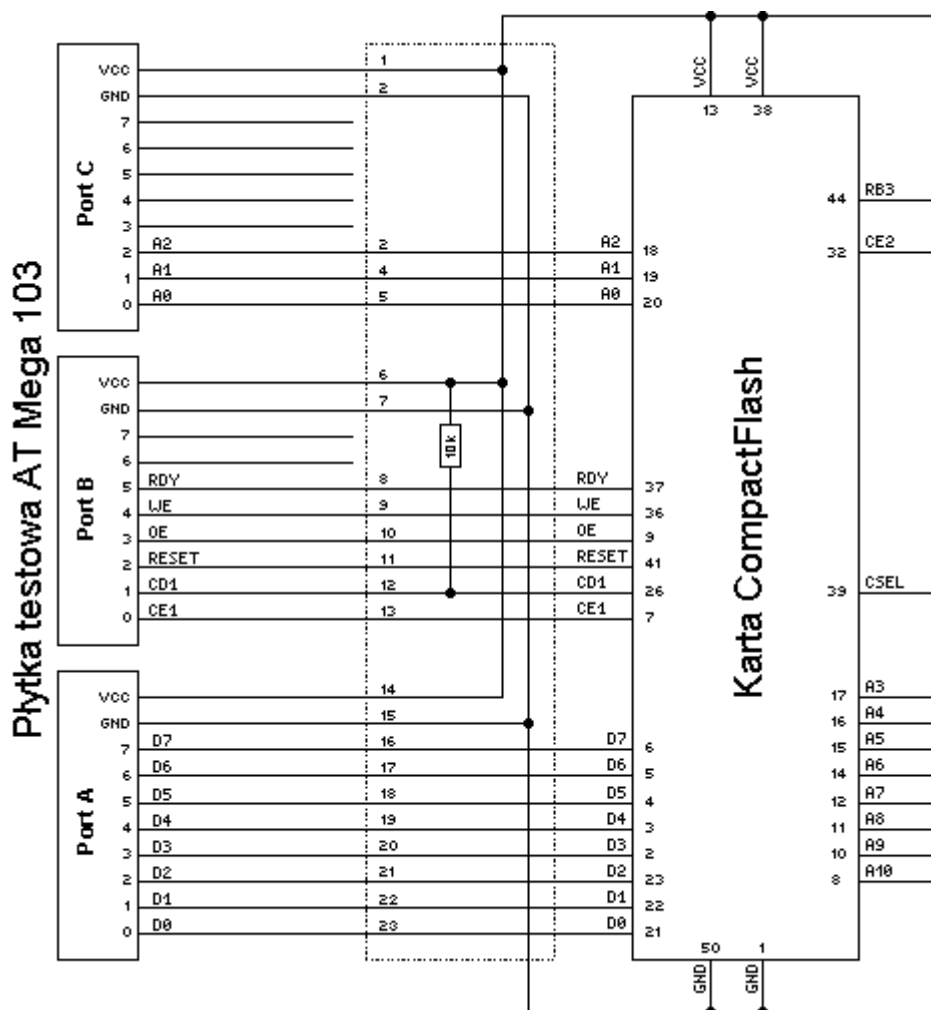 Płytka testowa AT Mega 103
Port C
VCC 1
GND 2
7
6
5
4
3
2 A2 2 A2 18
1 A1 4 A1 19
0 A0 5 A0 20
Port B
VCC 6
GND 7
7
6
5 RDY 8 RDY 37
4 WE 9 WE 36
3 OE 10 OE 9
2 RESET 11 RESET 41
1 CD1 12 CD1 26
0 CE1 13 CE1 7
10k
Port A
VCC 14
GND 15
7 D7 16 D7 6
6 D6 17 D6 5
5 D5 18 D5 4
4 D4 19 D4 3
3 D3 20 D3 2
2 D2 21 D2 23
1 D1 22 D1 22
0 D0 23 D0 21
Karta CompactFlash
VCC VCC
13 38
44 RB3
32 CE2
39 CSEL
17 A3
16 A4
15 A5
14 A6
12 A7
11 A8
10 A9
8 A10
50 1
GND GND